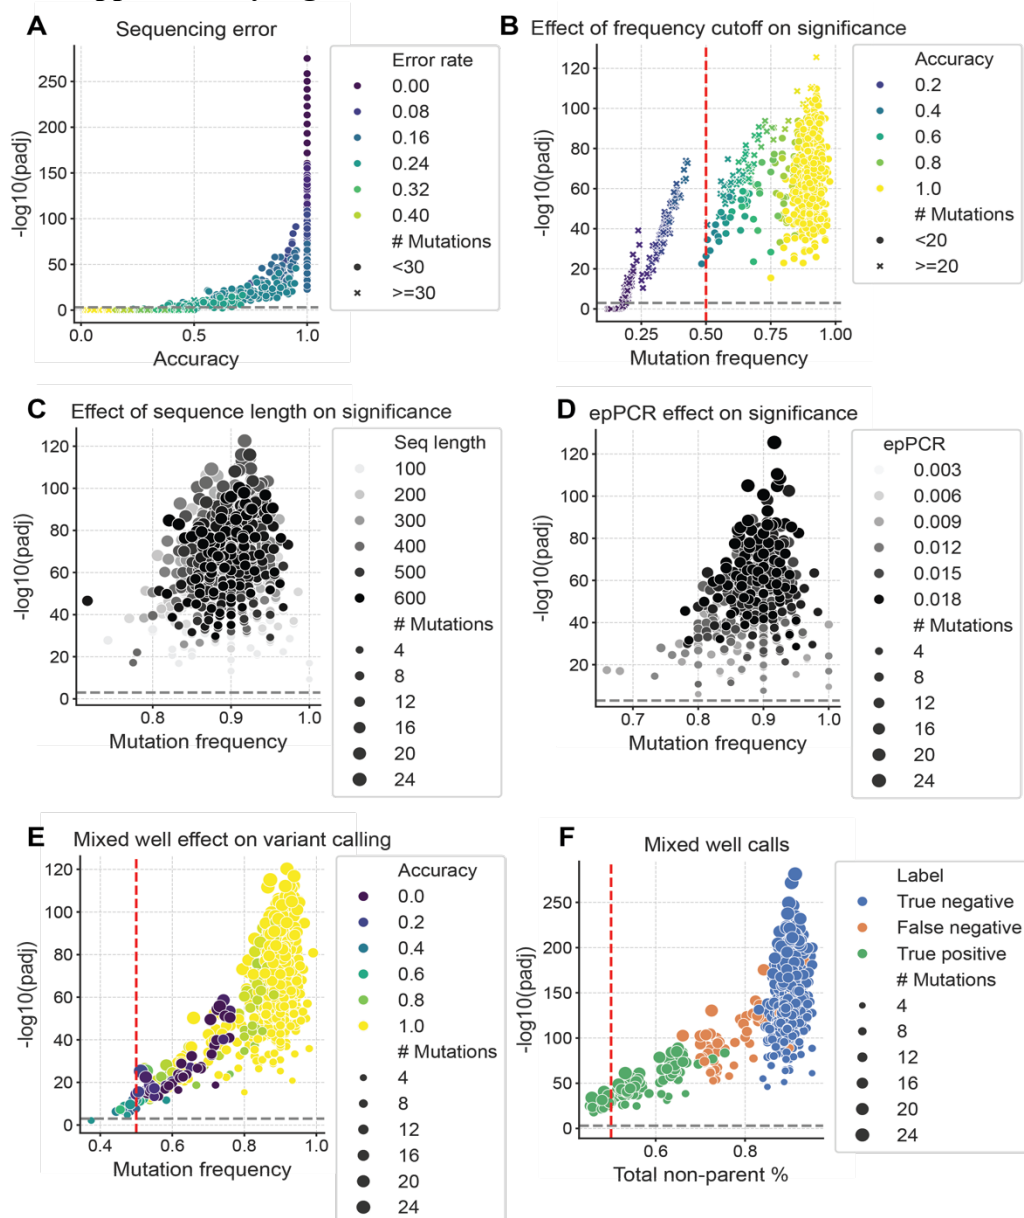 A
Sequencing error
-log10(padj)
250
200
150
100
50
0
0.0
0.5
1.0
Accuracy
Error rate
0.00
0.08
0.16
0.24
0.32
0.40
# Mutations
<30
>=30
B
Effect of frequency cutoff on significance
-log10(padj)
120
100
80
60
40
20
0
0.25
0.50
0.75
1.00
Mutation frequency
Accuracy
0.2
0.4
0.6
0.8
1.0
# Mutations
<20
>=20
C
Effect of sequence length on significance
-log10(padj)
120
100
80
60
40
20
0
0.8
0.9
1.0
Mutation frequency
Seq length
100
200
300
400
500
600
# Mutations
4
8
12
16
20
24
D
epPCR effect on significance
-log10(padj)
120
100
80
60
40
20
0.7
0.8
0.9
1.0
Mutation frequency
epPCR
0.003
0.006
0.009
0.012
0.015
0.018
# Mutations
4
8
12
16
20
24
E
Mixed well effect on variant calling
-log10(padj)
120
100
80
60
40
20
0
0.4
0.6
0.8
1.0
Mutation frequency
Accuracy
0.0
0.2
0.4
0.6
0.8
1.0
# Mutations
4
8
12
16
20
24
F
Mixed well calls
-log10(padj)
250
200
150
100
50
0
0.6
0.8
Total non-parent %
Label
True negative
False negative
True positive
# Mutations
4
8
12
16
20
24